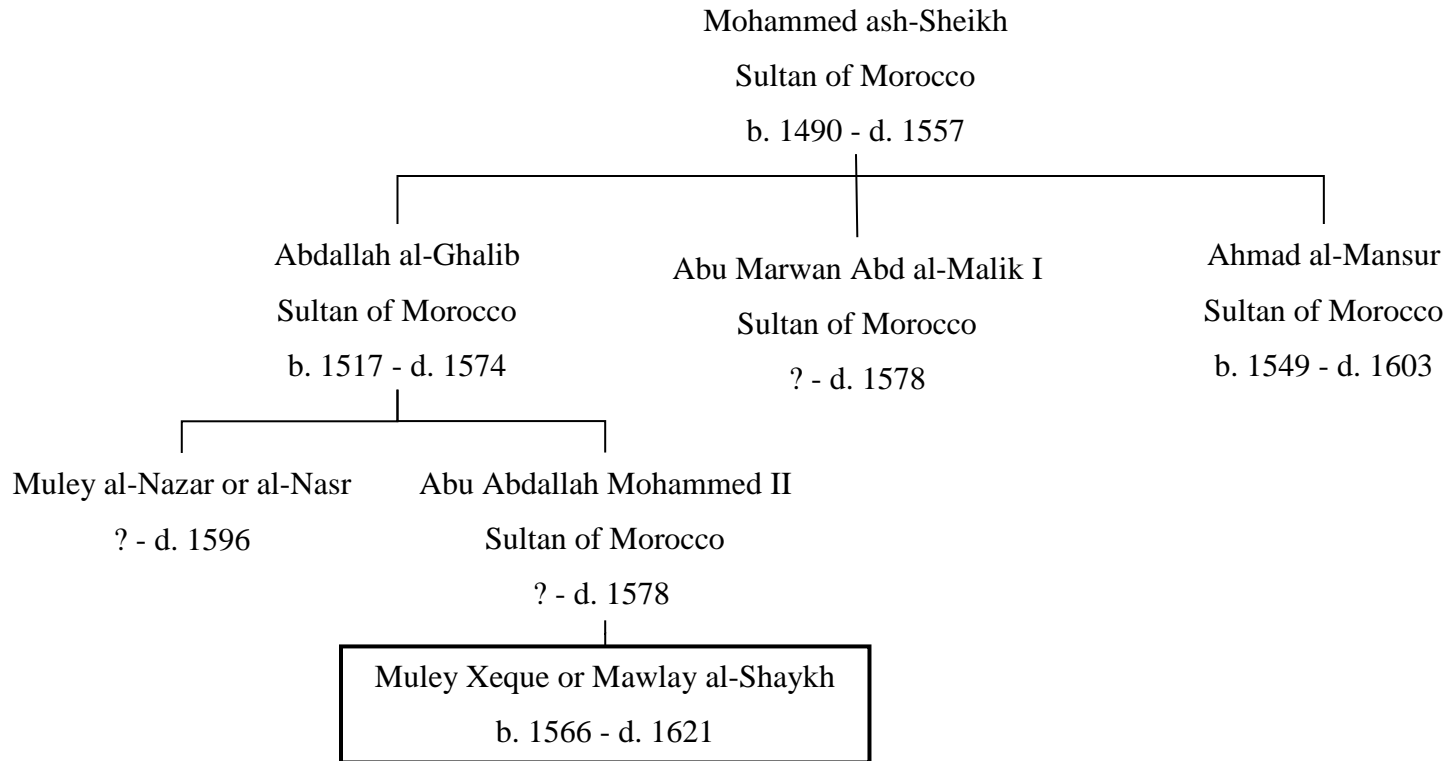 Mohammed ash-Sheikh
Sultan of Morocco
b. 1490 - d. 1557
Abdallah al-Ghalib
Sultan of Morocco
b. 1517 - d. 1574
Abu Marwan Abd al-Malik I
Sultan of Morocco
? - d. 1578
Ahmad al-Mansur
Sultan of Morocco
b. 1549 - d. 1603
Muley al-Nazar or al-Nasr
? - d. 1596
Abu Abdallah Mohammed II
Sultan of Morocco
? - d. 1578
Muley Xeque or Mawlay al-Shaykh
b. 1566 - d. 1621